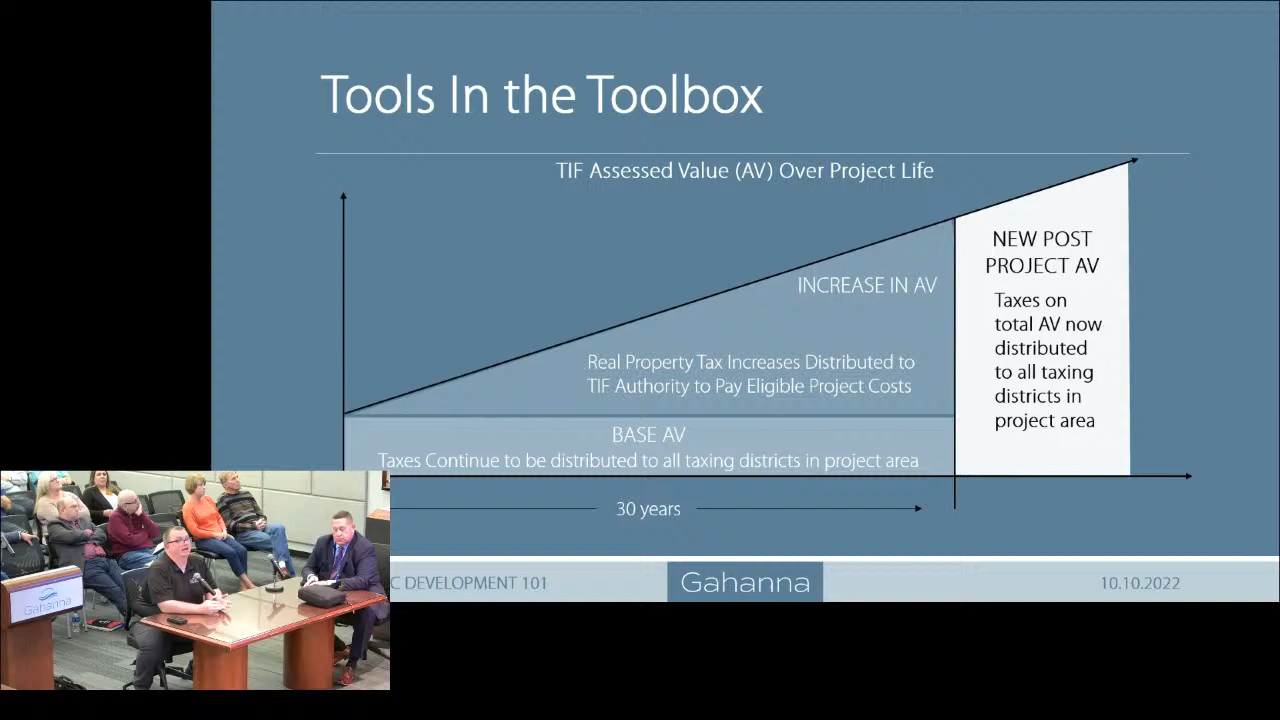 Tools In the Toolbox
TIF Assessed Value (AV) Over Project Life
INCREASE IN AV
Real Property Tax Increases Distributed to
TIF Authority to Pay Eligible Project Costs
BASE AV
Taxes Continue to be distributed to all taxing districts in project area
NEW POST
PROJECT AV
Taxes on
total AV now
distributed
to all taxing
districts in
project area
30 years
C DEVELOPMENT 101
Gahanna
10.10.2022
Gahanna